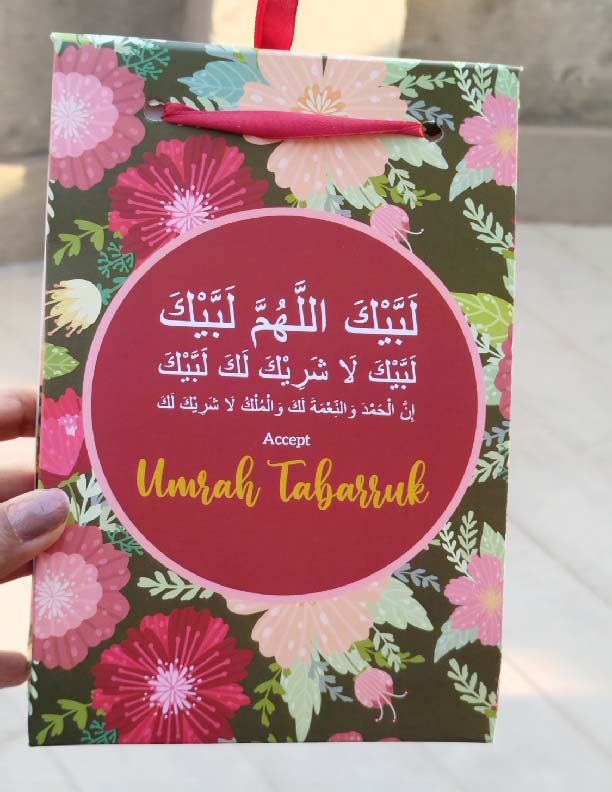 لَبَّيْكَ اللَّهُمَّ لَبَّيْكَ
لَبَّيْكَ لَا شَرِيْكَ لَكَ لَبَّيْكَ
إِنَّ الْحَمْدَ وَالنِّعْمَةَ لَكَ وَالْمُلْكُ لَا شَرِيْكَ لَكَ
Accept
Umrah Tabarruk